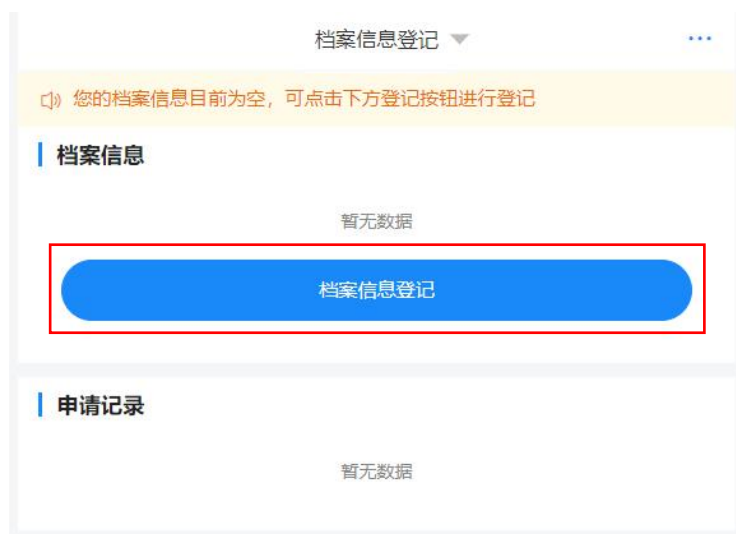 档案信息登记
您的档案信息目前为空，可点击下方登记按钮进行登记
档案信息
暂无数据
档案信息登记
申请记录
暂无数据